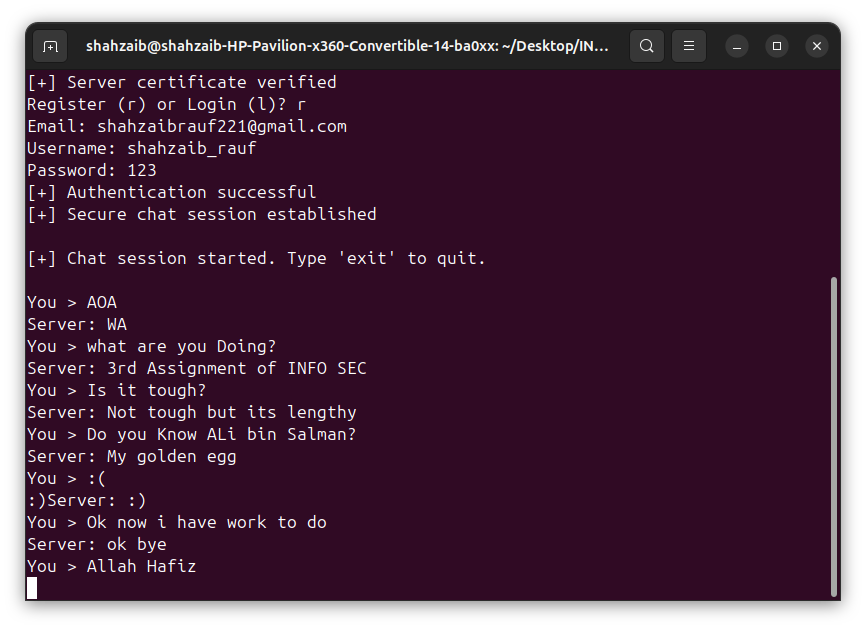 shahzaib@shahzaib-HP-Pavilion-x360-Convertible-14-ba0xx: ~/Desktop/IN...
[+] Server certificate verified
Register (r) or Login (l)? r
Email: shahzaibrauf221@gmail.com
Username: shahzaib_rauf
Password: 123
[+] Authentication successful
[+] Secure chat session established
[+] Chat session started. Type 'exit' to quit.
You > AOA
Server: WA
You > what are you Doing?
Server: 3rd Assignment of INFO SEC
You > Is it tough?
Server: Not tough but its lengthy
You > Do you Know ALi bin Salman?
Server: My golden egg
You > :(
:)Server: :)
You > Ok now i have work to do
Server: ok bye
You > Allah Hafiz